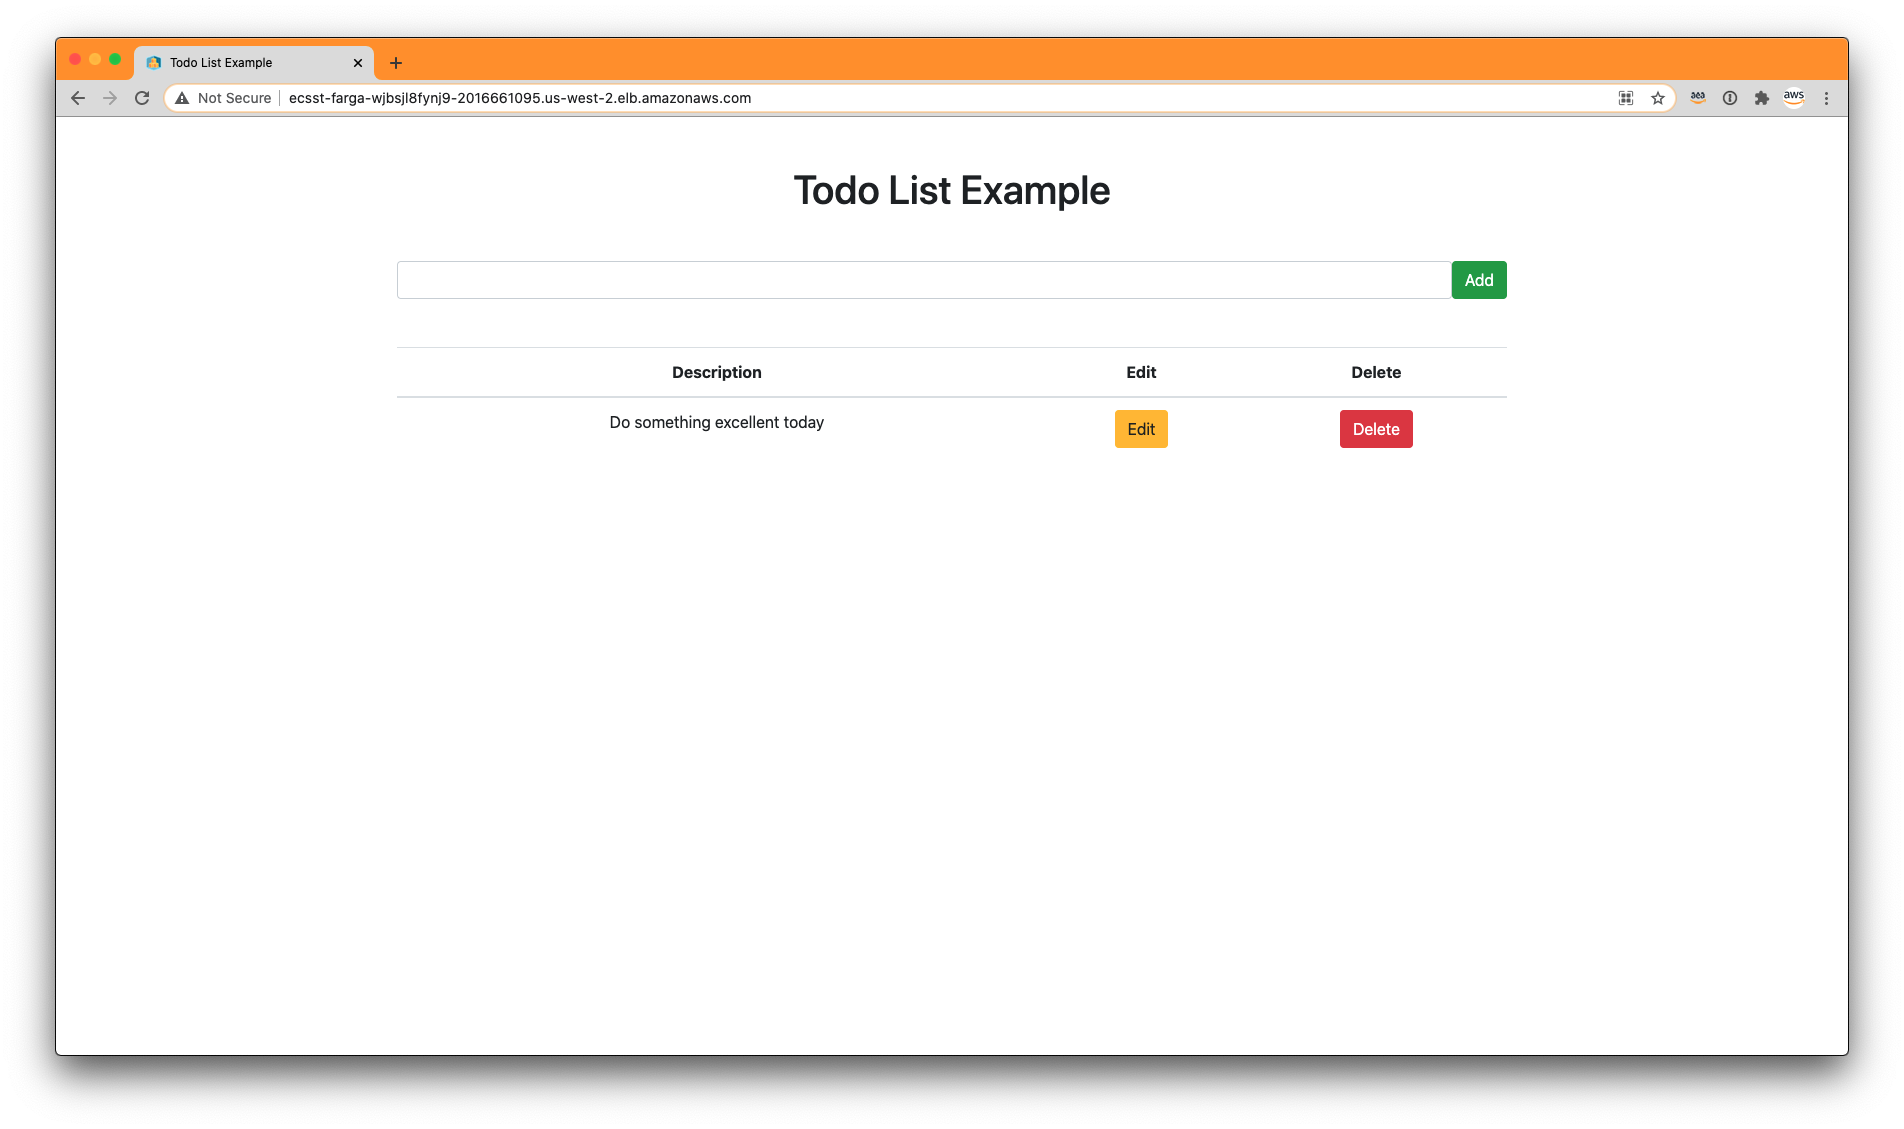 Todo List Example
Not Secure ecsst-farga-wjbsjl8fynj9-2016661095.us-west-2.elb.amazonaws.com aws
Todo List Example
Add
Description Edit Delete
Do something excellent today Edit Delete